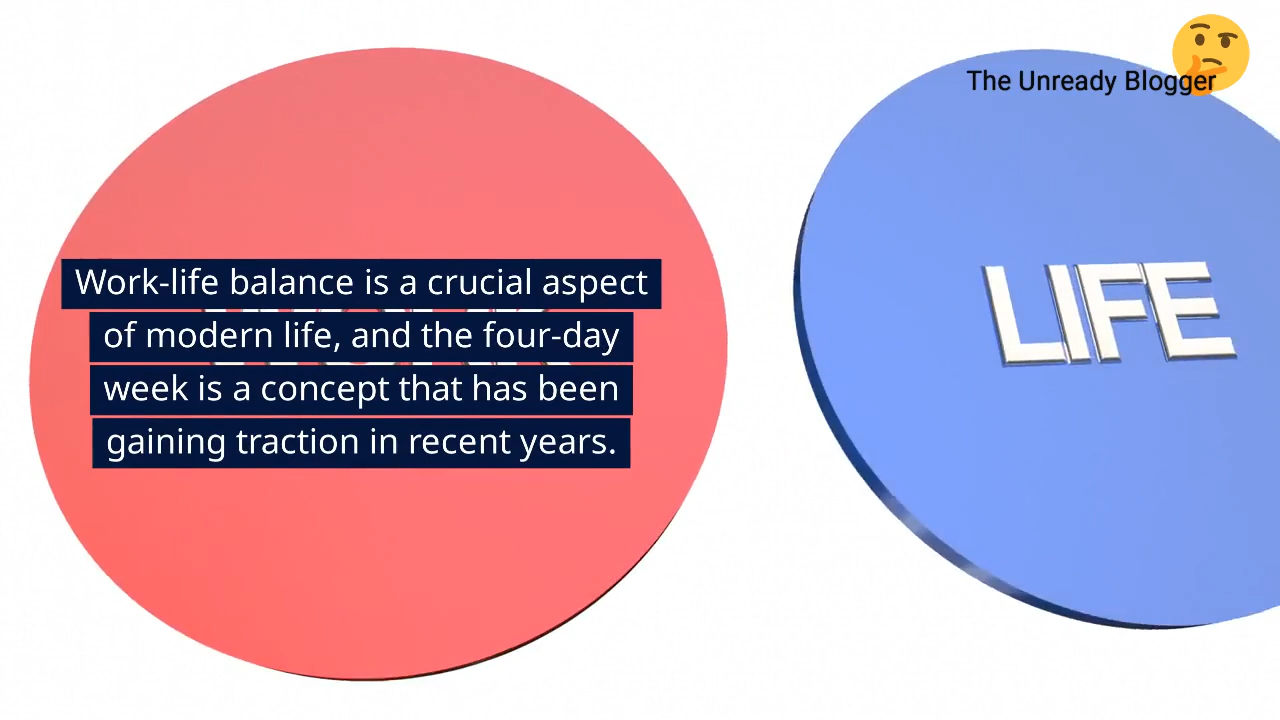 The Unready Blogger
Work-life balance is a crucial aspect
of modern life, and the four-day
week is a concept that has been
gaining traction in recent years.
LIFE